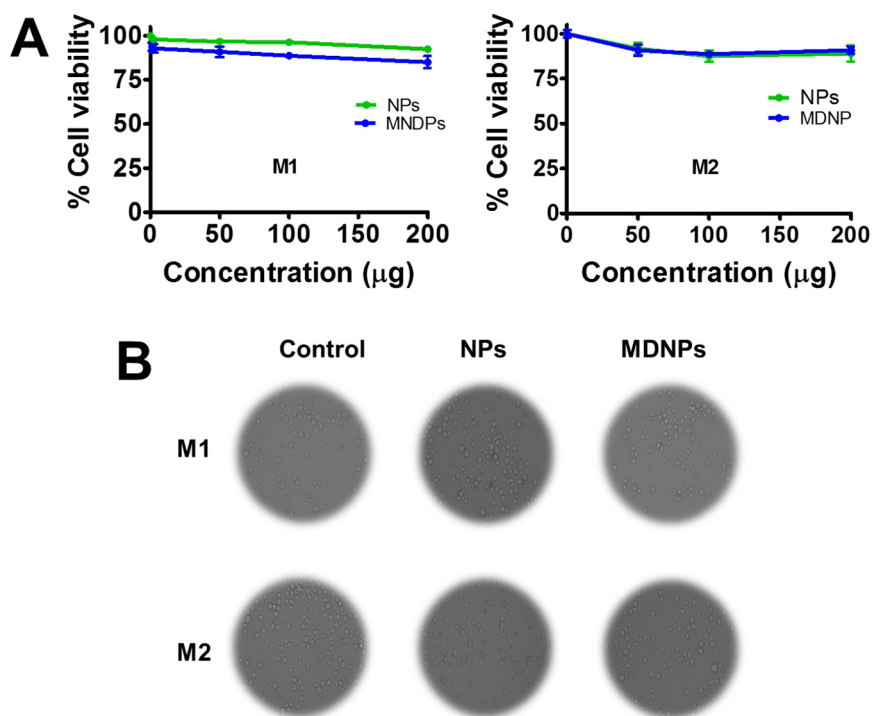 A
% Cell viability
100
75
50
25
0
NPs
MNDPs
M1
0
50
100
150
200
Concentration (μg)
% Cell viability
100
75
50
25
0
NPs
MDNP
M2
0
50
100
150
200
Concentration (μg)
B
Control NPs MDNPs
M1
M2